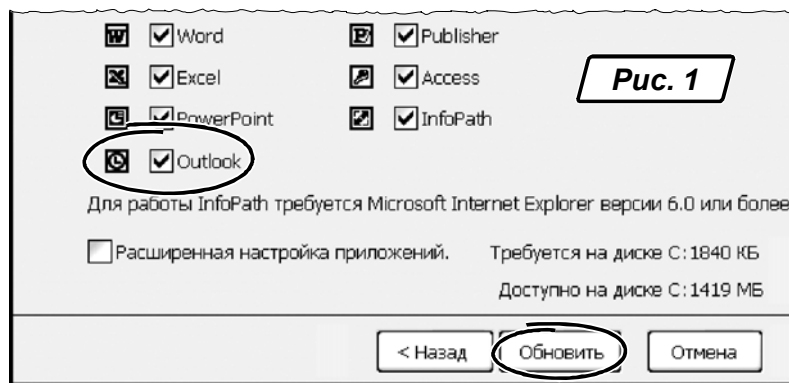 Word
Publisher
Excel
Access
Рис. 1
PowerPoint
InfoPath
Outlook
Для работы InfoPath требуется Microsoft Internet Explorer версии 6.0 или более
Расширенная настройка приложений.
Требуется на диске C:1840 КБ
Доступно на диске C:1419 МБ
< Назад
Обновить
Отмена